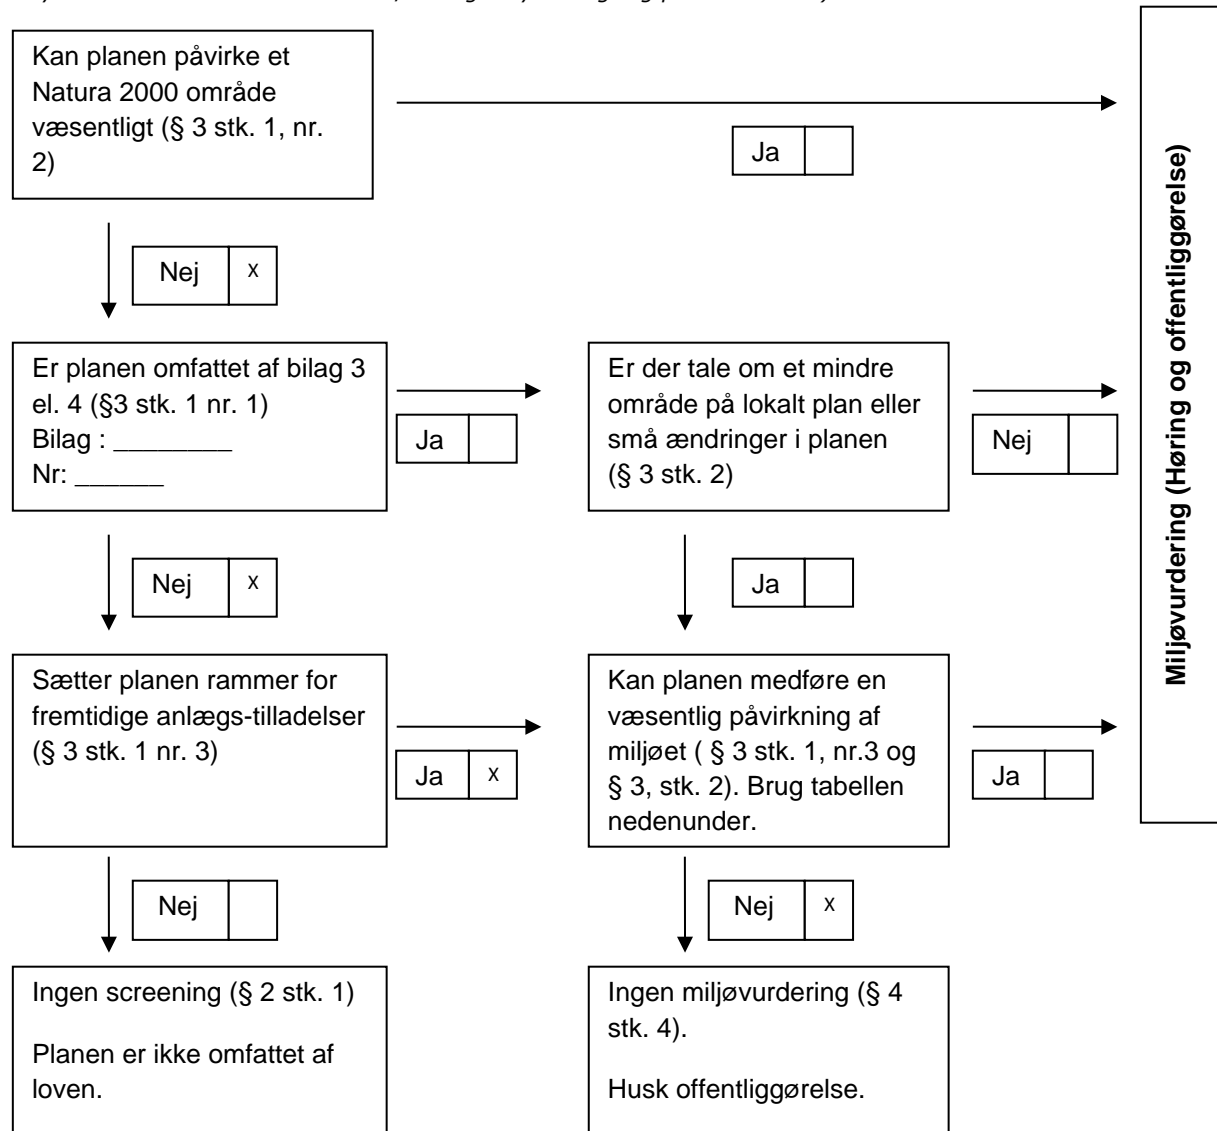 Kan planen påvirke et
Natura 2000 område
væsentligt (§ 3 stk. 1, nr.
2)
Ja
Nej x
Er planen omfattet af bilag 3
el. 4 (§3 stk. 1 nr. 1)
Bilag : ________
Nr: ______
Ja
Er der tale om et mindre
område på lokalt plan eller
små ændringer i planen
(§ 3 stk. 2)
Nej
Nej x
Ja
Sætter planen rammer for
fremtidige anlægs-tilladelser
(§ 3 stk. 1 nr. 3)
Ja x
Kan planen medføre en
væsentlig påvirkning af
miljøet ( § 3 stk. 1, nr.3 og
§ 3, stk. 2). Brug tabellen
nedenunder.
Ja
Nej
Nej x
Ingen screening (§ 2 stk. 1)
Planen er ikke omfattet af
loven.
Ingen miljøvurdering (§ 4
stk. 4).
Husk offentliggørelse.
Miljøvurdering (Høring og offentliggørelse)